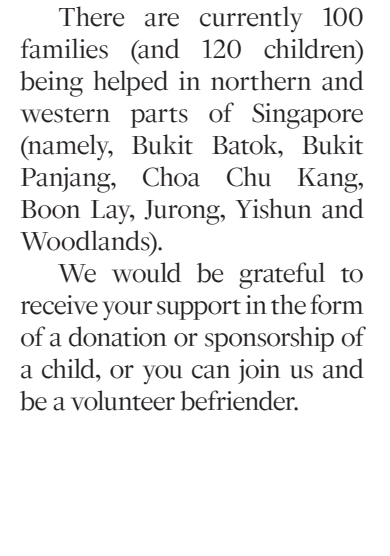 There are currently 100
families (and 120 children)
being helped in northern and
western parts of Singapore
(namely, Bukit Batok, Bukit
Panjang, Choa Chu Kang,
Boon Lay, Jurong, Yishun and
Woodlands).
We would be grateful to
receive your support in the form
of a donation or sponsorship of
a child, or you can join us and
be a volunteer befriender.